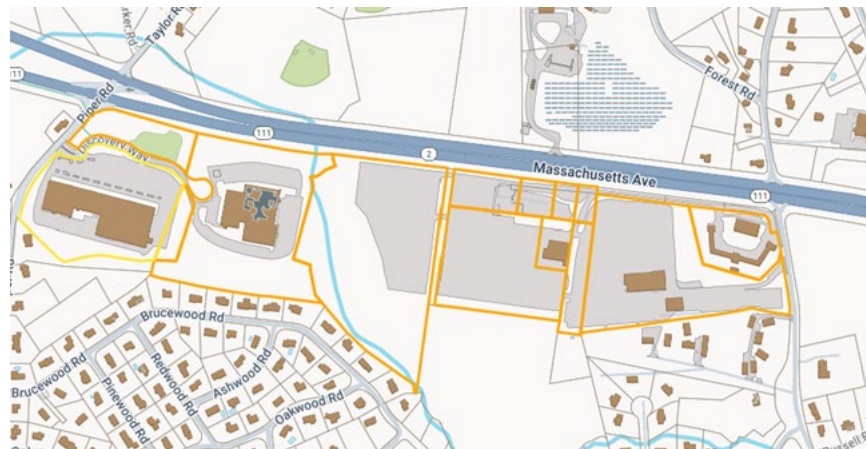 Taylor Rd
Piper Rd
111
111
2
Massachusetts Ave
111
Forest Rd
Discovery Way
Brucewood Rd
Brucewood Rd
Pinewood Rd
Redwood Rd
Ashwood Rd
Oakwood Rd